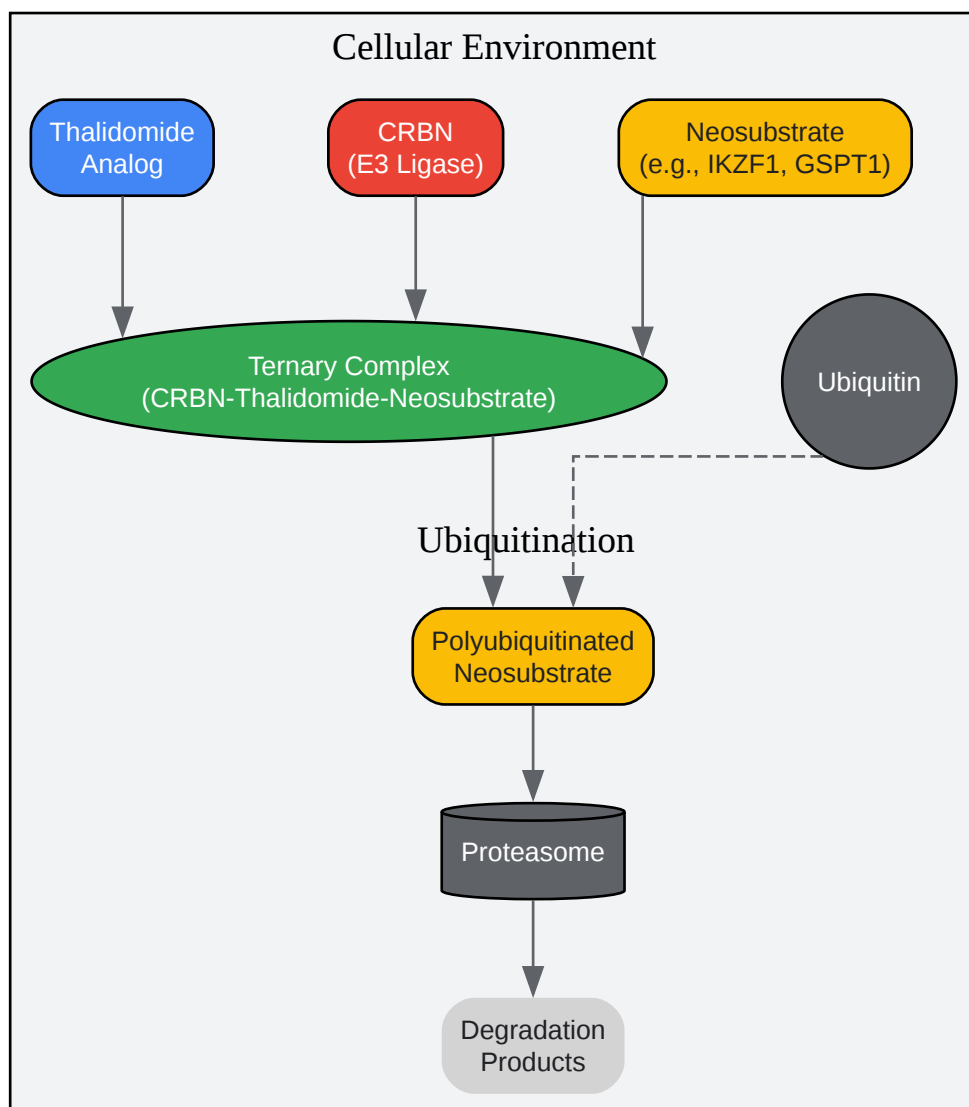 Cellular Environment
Thalidomide
Analog
CRBN
(E3 Ligase)
Neosubstrate
(e.g., IKZF1, GSPT1)
Ternary Complex
(CRBN-Thalidomide-Neosubstrate)
Ubiquitin
Ubiquitination
Polyubiquitinated
Neosubstrate
Proteasome
Degradation
Products